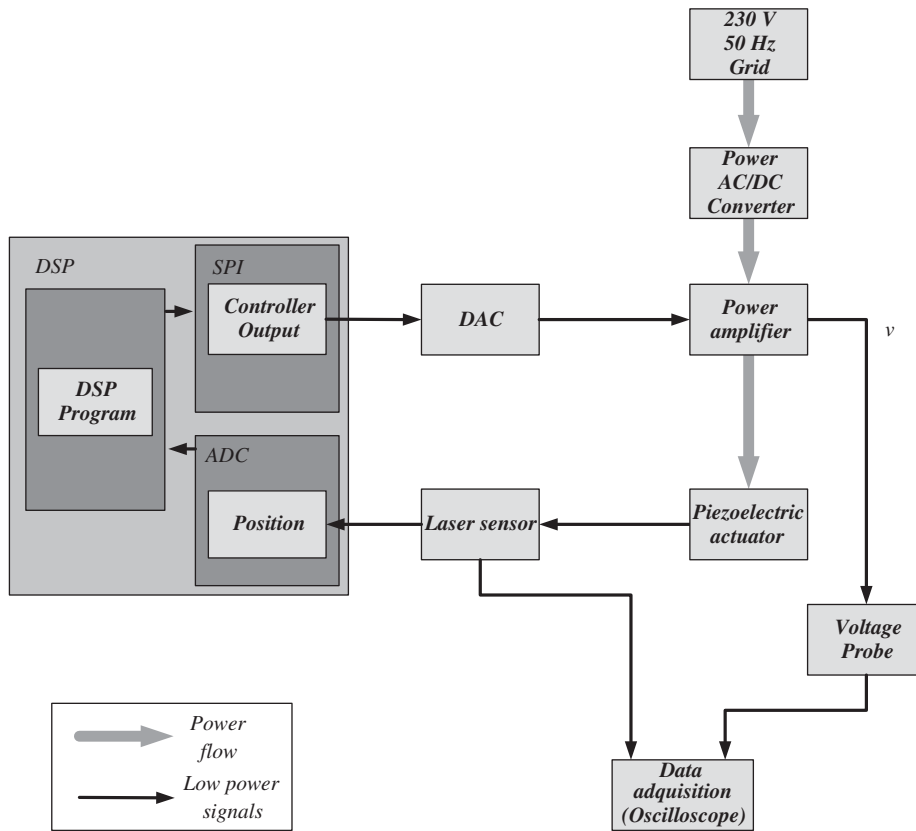 230 V
50 Hz
Grid
Power
AC/DC
Converter
DSP
SPI
Controller
Output
DAC
Power
amplifier
v
DSP
Program
ADC
Position
Laser sensor
Piezoelectric
actuator
Voltage
Probe
Power
flow
Low power
signals
Data
adquisition
(Oscilloscope)